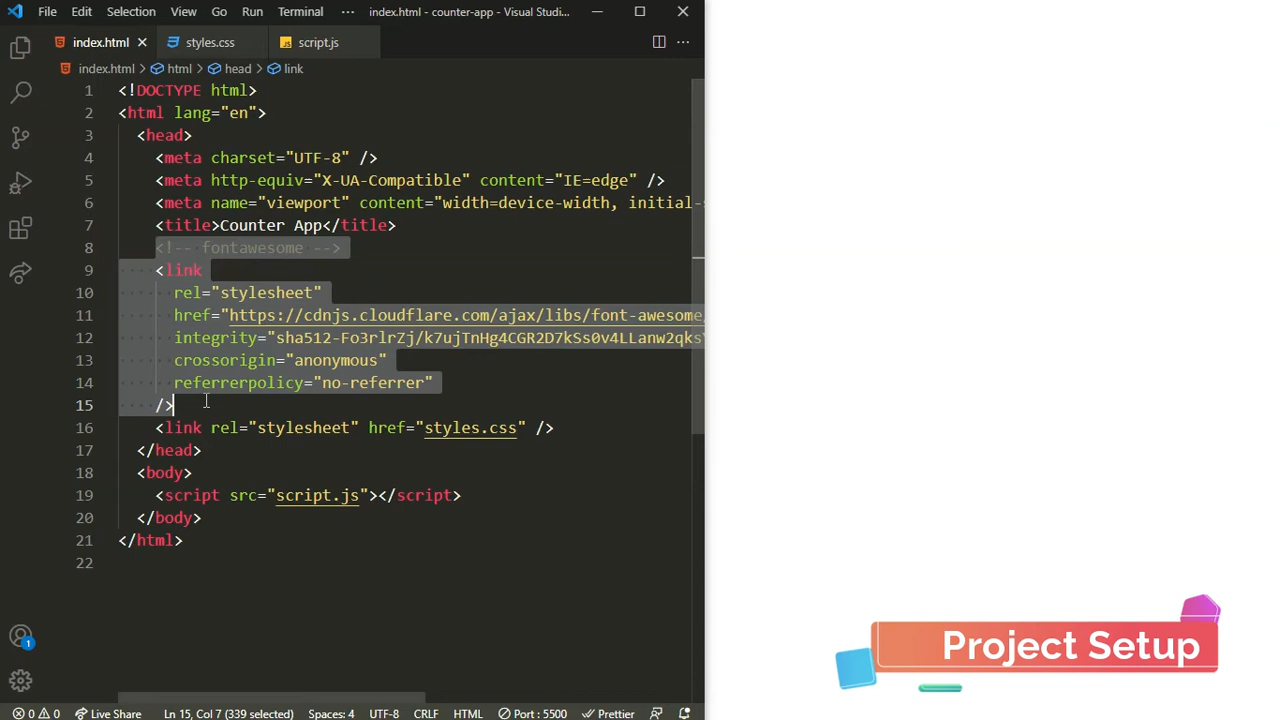 File Edit Selection View Go Run Terminal ··· index.html - counter-app - Visual Studi...
index.html styles.css script.js
index.html > html > head > link
1 <!DOCTYPE html>
2 <html lang="en">
3 <head>
4 <meta charset="UTF-8" />
5 <meta http-equiv="X-UA-Compatible" content="IE=edge" />
6 <meta name="viewport" content="width=device-width, initial-s
7 <title>Counter App</title>
8 <!-- fontawesome -->
9 <link
10 rel="stylesheet"
11 href="https://cdnjs.cloudflare.com/ajax/libs/font-awesome/
12 integrity="sha512-Fo3rlrZj/k7ujTnHg4CGR2D7kSs0v4LLanw2qksY
13 crossorigin="anonymous"
14 referrerpolicy="no-referrer"
15 />
16 <link rel="stylesheet" href="styles.css" />
17 </head>
18 <body>
19 <script src="script.js"></script>
20 </body>
21 </html>
22
Project Setup
1
0 0 Live Share Ln 15, Col 7 (339 selected) Spaces: 4 UTF-8 CRLF HTML Port : 5500 Prettier